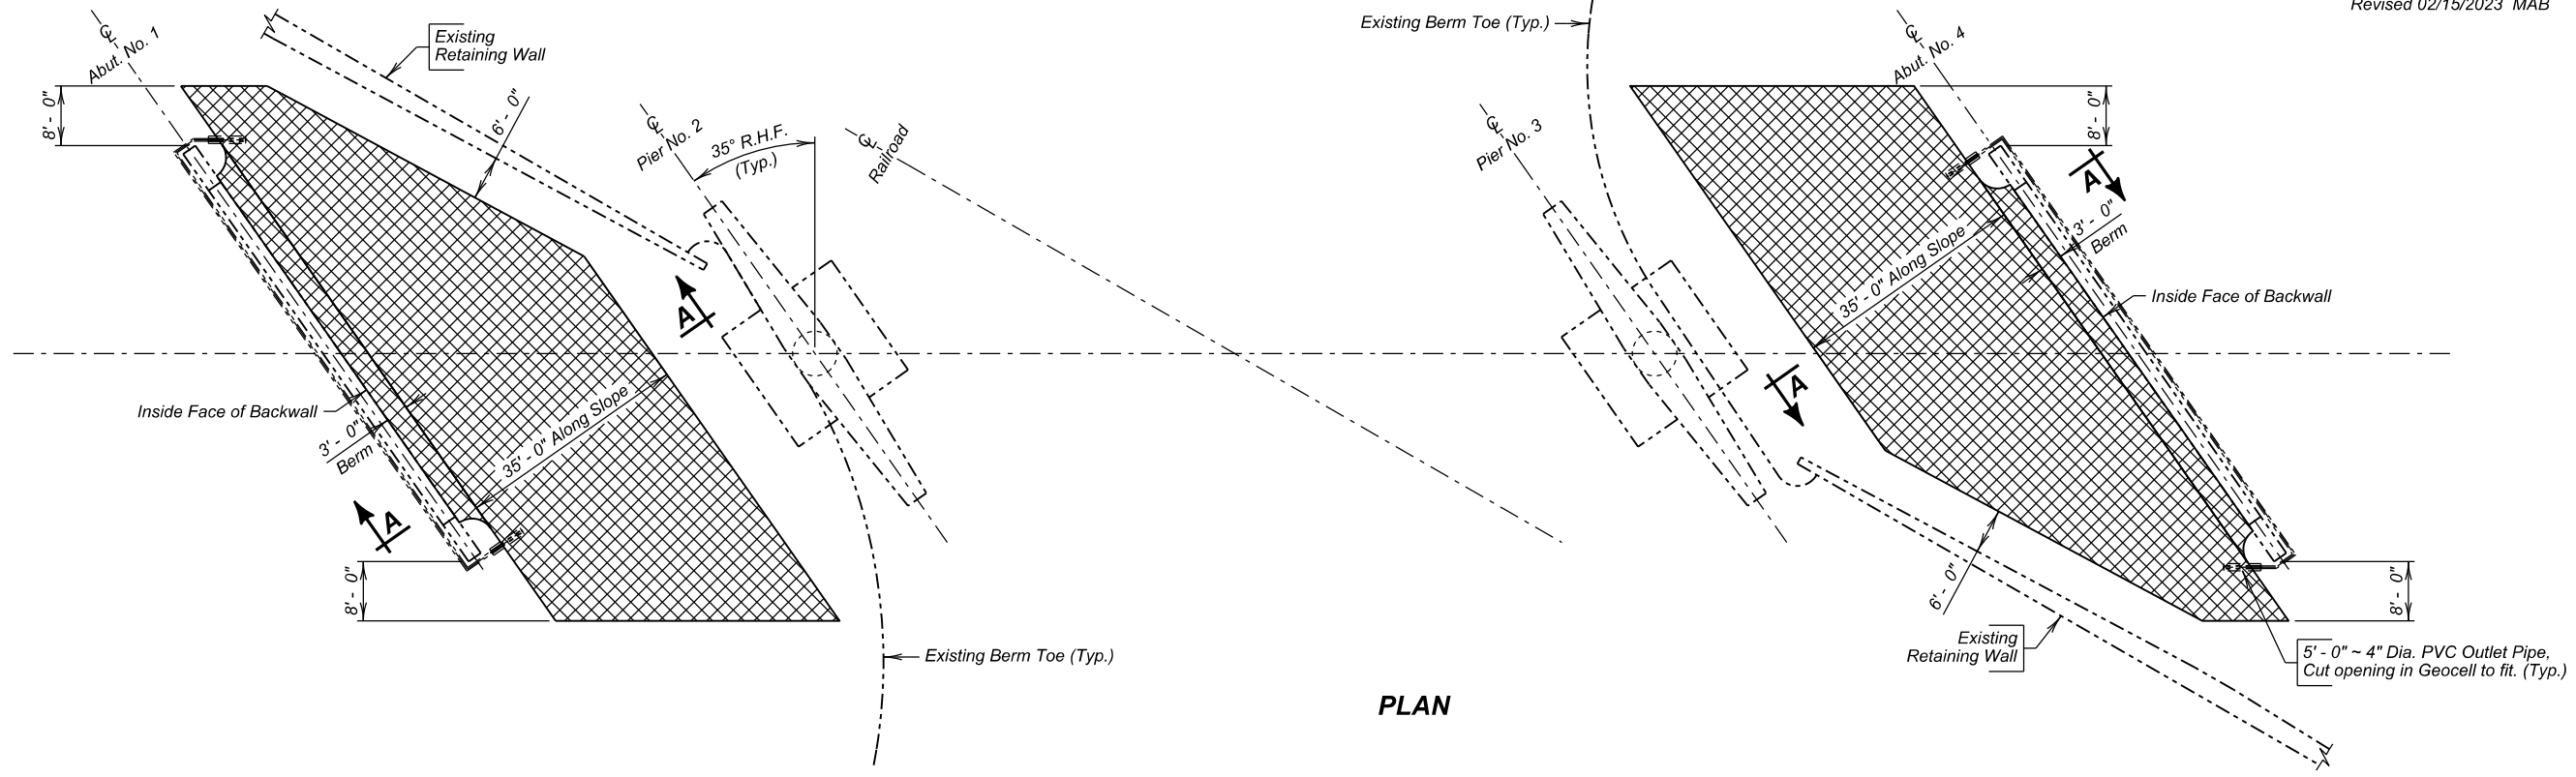 Revised 02/15/2023 MAB
℄
Abut. No. 1
Existing
Retaining Wall
8' - 0"
6' - 0"
℄
Pier No. 2
35° R.H.F.
(Typ.)
℄
Railroad
A
Inside Face of Backwall
3' - 0"
Berm
35' - 0" Along Slope
A
8' - 0"
Existing Berm Toe (Typ.)
Existing Berm Toe (Typ.)
℄
Abut. No. 4
8' - 0"
℄
Pier No. 3
A
3' - 0"
Berm
35' - 0" Along Slope
Inside Face of Backwall
A
6' - 0"
8' - 0"
Existing
Retaining Wall
5' - 0" ~ 4" Dia. PVC Outlet Pipe,
Cut opening in Geocell to fit. (Typ.)
PLAN